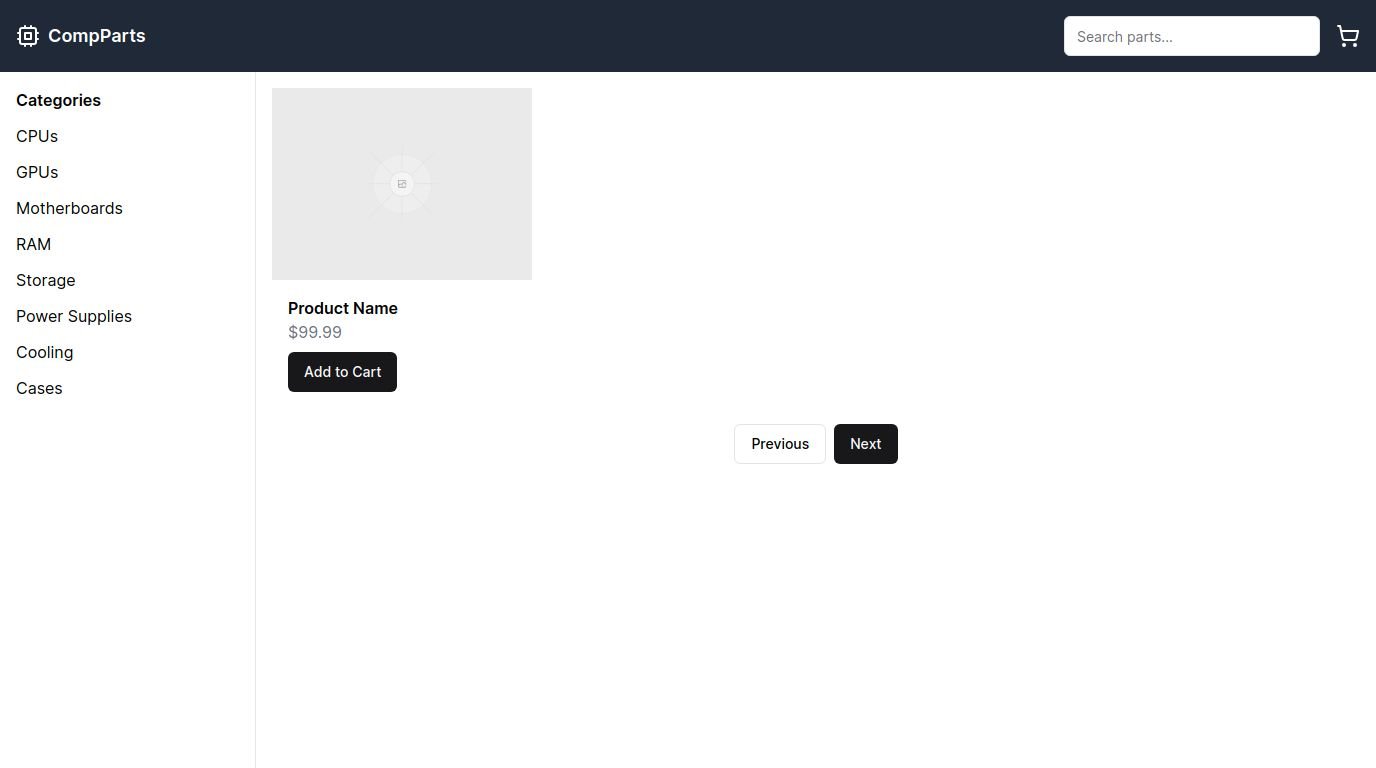 CompParts
Search parts...
Categories
CPUs
GPUs
Motherboards
RAM
Storage
Power Supplies
Cooling
Cases
Product Name
$99.99
Add to Cart
Previous
Next